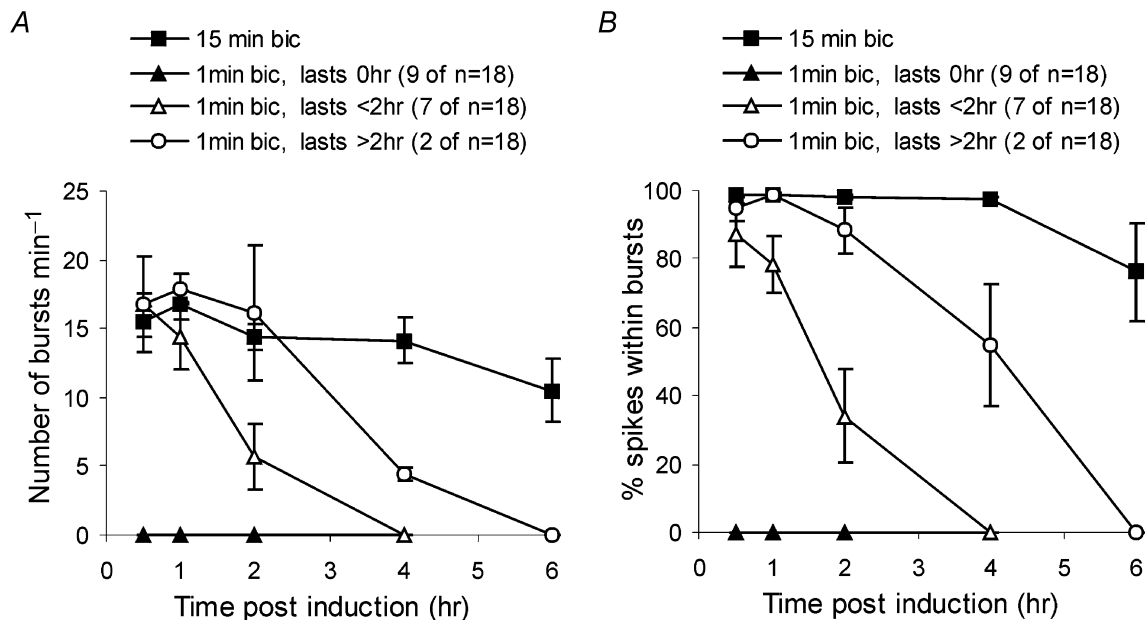 A
15 min bic
1min bic, lasts 0hr (9 of n=18)
1min bic, lasts <2hr (7 of n=18)
1min bic, lasts >2hr (2 of n=18)
25
20
15
10
5
0
Number of bursts min⁻¹
0 1 2 3 4 5 6
Time post induction (hr)
B
15 min bic
1min bic, lasts 0hr (9 of n=18)
1min bic, lasts <2hr (7 of n=18)
1min bic, lasts >2hr (2 of n=18)
100
80
60
40
20
0
% spikes within bursts
0 1 2 3 4 5 6
Time post induction (hr)